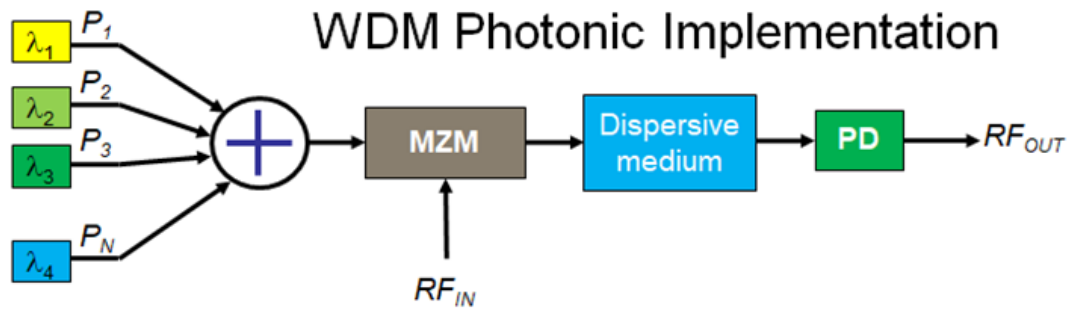 WDM Photonic Implementation
λ1 P1
λ2 P2
λ3 P3
λ4 PN
MZM
Dispersive
medium
PD
RFOUT
RFIN